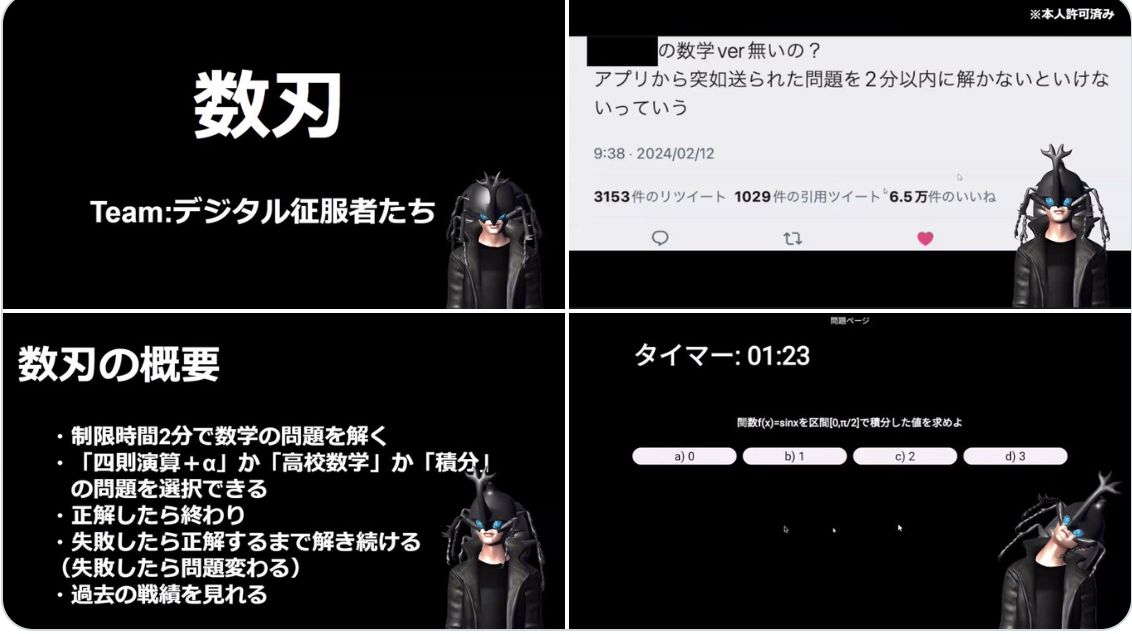 数刃
Team:デジタル征服者たち
※本人許可済み
の数学ver無いの？
アプリから突如送られた問題を2分以内に解かないといけな
いっていう
9:38 · 2024/02/12
3153件のリツイート 1029件の引用ツイート 6.5万件のいいね
数刃の概要
・制限時間2分で数学の問題を解く
・「四則演算＋α」か「高校数学」か「積分」
の問題を選択できる
・正解したら終わり
・失敗したら正解するまで解き続ける
（失敗したら問題変わる）
・過去の戦績を見れる
問題ページ
タイマー: 01:23
関数f(x)=sinxを区間[0,π/2]で積分した値を求めよ
a) 0
b) 1
c) 2
d) 3